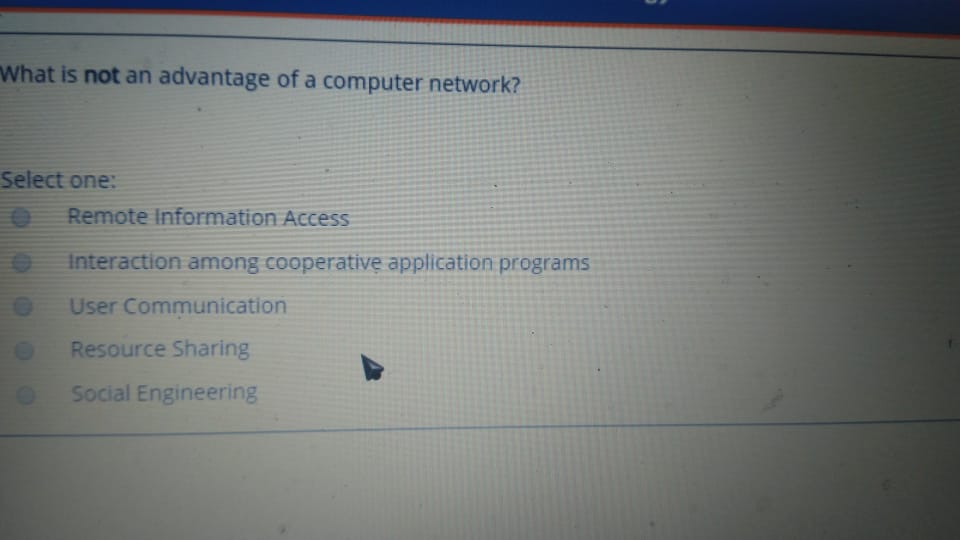 What is not an advantage of a computer network?
Select one:
Remote Information Access
Interaction among cooperative application programs
User Communication
Resource Sharing
Social Engineering